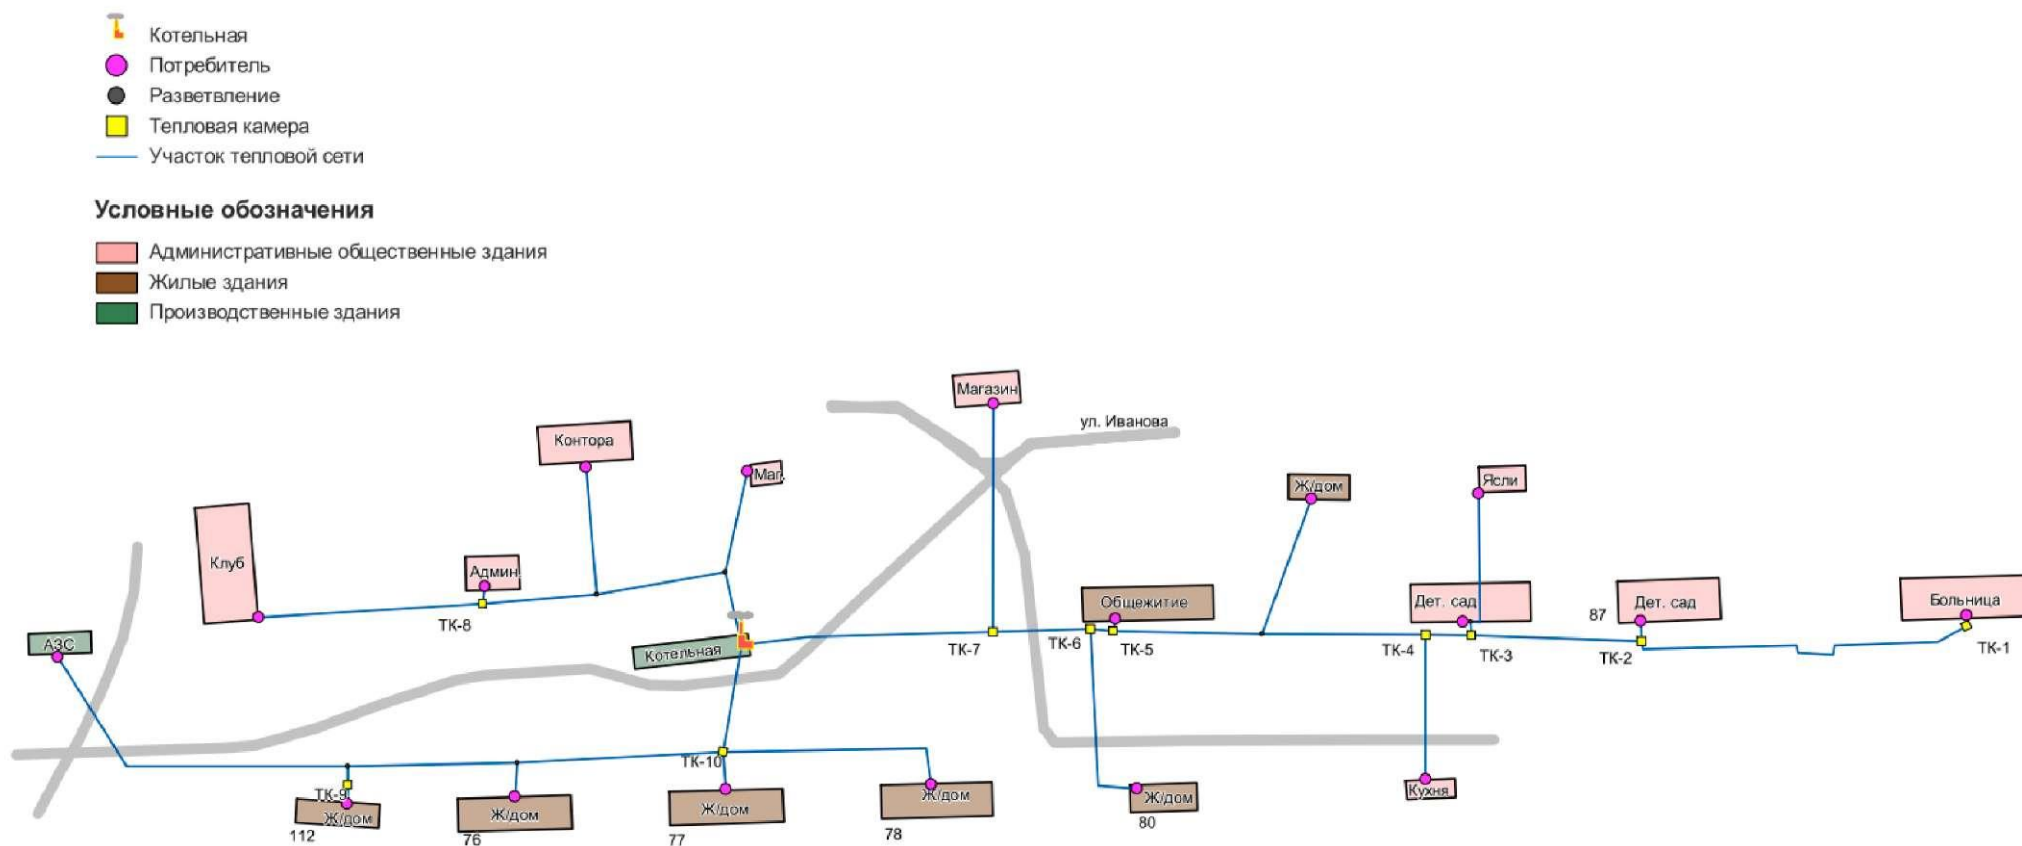 Котельная
Потребитель
Разветвление
Тепловая камера
Участок тепловой сети
Условные обозначения
Административные общественные здания
Жилые здания
Производственные здания
Магазин
ул. Иванова
Контора
Маг.
Ж/дом
Ясли
Клуб
Админ
ТК-8
АЗС
Котельная
ТК-7
Общежитие
ТК-6
ТК-5
Дет. сад
ТК-4
ТК-3
87
Дет. сад
ТК-2
Больница
ТК-1
ТК-10
ТК-9
Ж/дом
112
Ж/дом
76
Ж/дом
77
Ж/дом
78
Ж/дом
80
Кухня